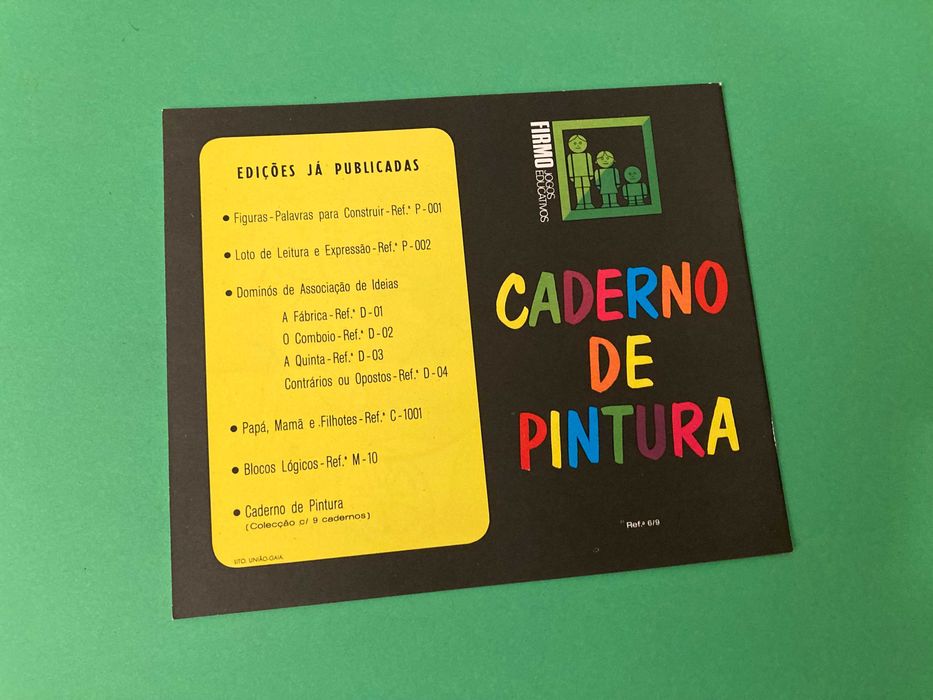 EDIÇÕES JÁ PUBLICADAS
• Figuras-Palavras para Construir-Ref.ª P-001
• Loto de Leitura e Expressão-Ref.ª P-002
• Dominós de Associação de Ideias
A Fábrica-Ref.ª D-01
O Comboio-Ref.ª D-02
A Quinta-Ref.ª D-03
Contrários ou Opostos-Ref.ª D-04
• Papá, Mamã e Filhotes-Ref.ª C-1001
• Blocos Lógicos-Ref.ª M-10
• Caderno de Pintura
(Colecção c/ 9 cadernos)
LITO. UNIÃO-GAIA.
FIRMO JOGOS
EDUCATIVOS
CADERNO
DE
PINTURA
Ref.ª 6/9